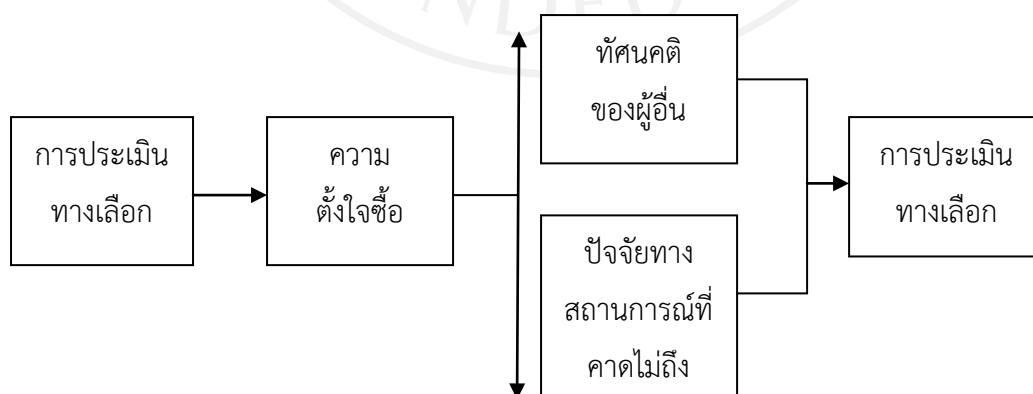 การประเมิน
ทางเลือก
ความ
ตั้งใจซื้อ
ทัศนคติ
ของผู้อื่น
ปัจจัยทาง
สถานการณ์ที่
คาดไม่ถึง
การประเมิน
ทางเลือก